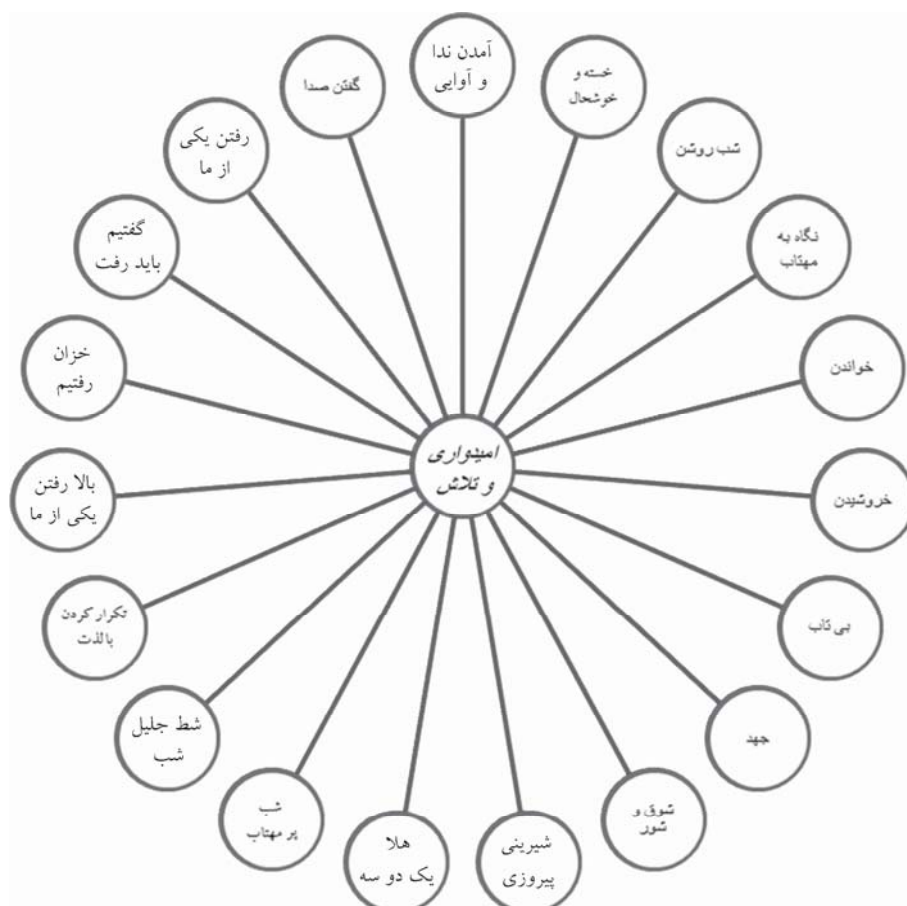 آمدن ندا
و آوایی
خسته و
خوشحال
شب روشن
نگاه به
مهتاب
خواندن
خروشیدن
بی تاب
جهد
شوق و
شور
شیرینی
پیروزی
هلا
یک دو سه
شب
پر مهتاب
شط جلیل
شب
تکرار کردن
با لذت
بالا رفتن
یکی از ما
خزان
رفتیم
گفتیم
باید رفت
رفتن یکی
از ما
گفتن صدا
امیدواری
و تلاش